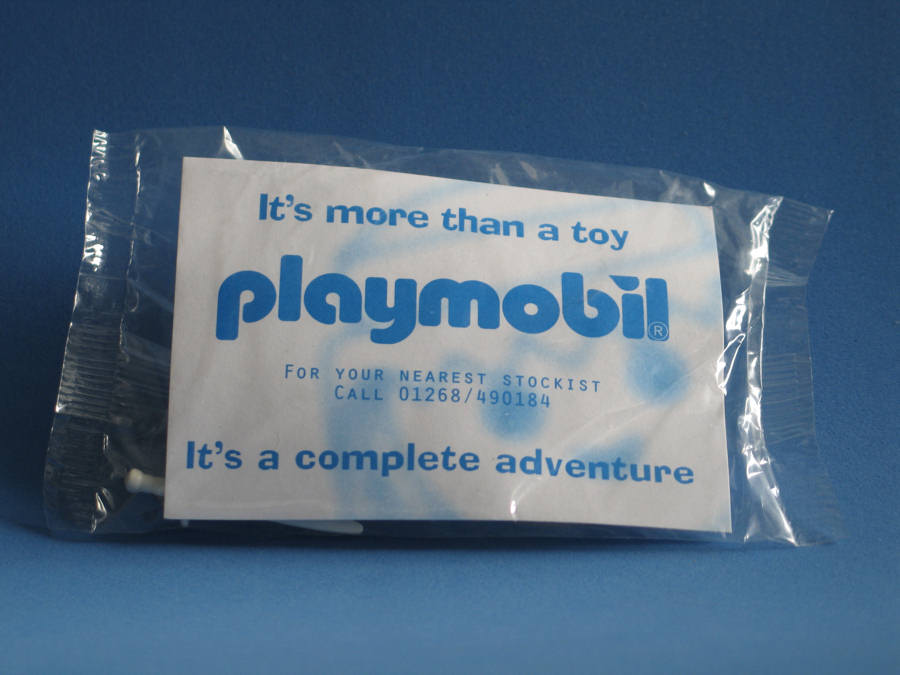 It's more than a toy
playmobil®
FOR YOUR NEAREST STOCKIST
CALL 01268/490184
It's a complete adventure